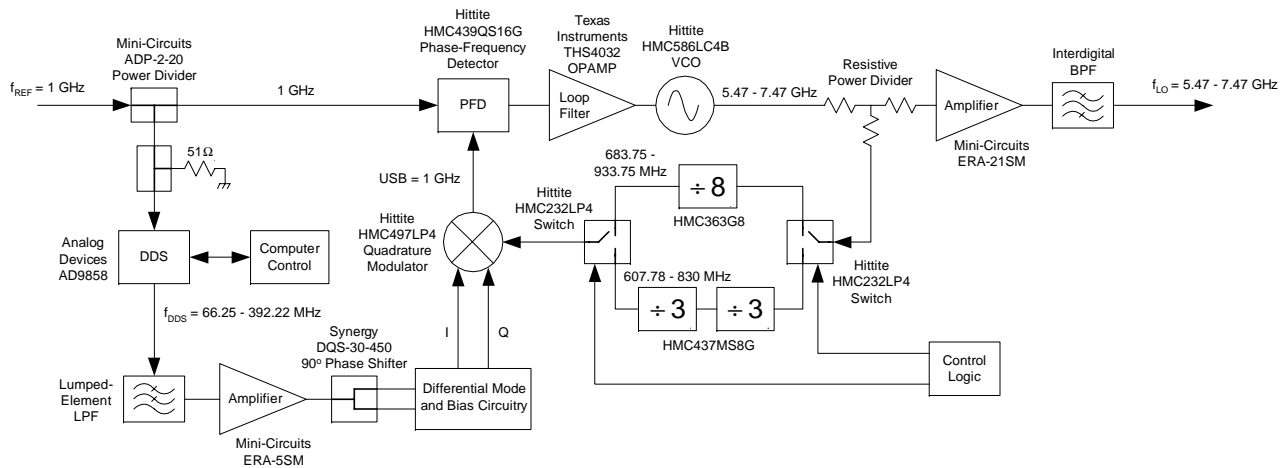 Mini-Circuits
ADP-2-20
Power Divider
Hittite
HMC439QS16G
Phase-Frequency
Detector
Texas
Instruments
THS4032
OPAMP
Hittite
HMC586LC4B
VCO
Resistive
Power Divider
Interdigital
BPF
fREF = 1 GHz
1 GHz
PFD
Loop
Filter
5.47 - 7.47 GHz
Amplifier
fLO = 5.47 - 7.47 GHz
Mini-Circuits
ERA-21SM
51Ω
USB = 1 GHz
683.75 -
933.75 MHz
÷ 8
HMC363G8
Hittite
HMC232LP4
Switch
Hittite
HMC497LP4
Quadrature
Modulator
Hittite
HMC232LP4
Switch
Analog
Devices
AD9858
DDS
Computer
Control
607.78 - 830 MHz
÷ 3
÷ 3
HMC437MS8G
fDDS = 66.25 - 392.22 MHz
I
Q
Synergy
DQS-30-450
90o Phase Shifter
Control
Logic
Lumped-
Element
LPF
Amplifier
Differential Mode
and Bias Circuitry
Mini-Circuits
ERA-5SM